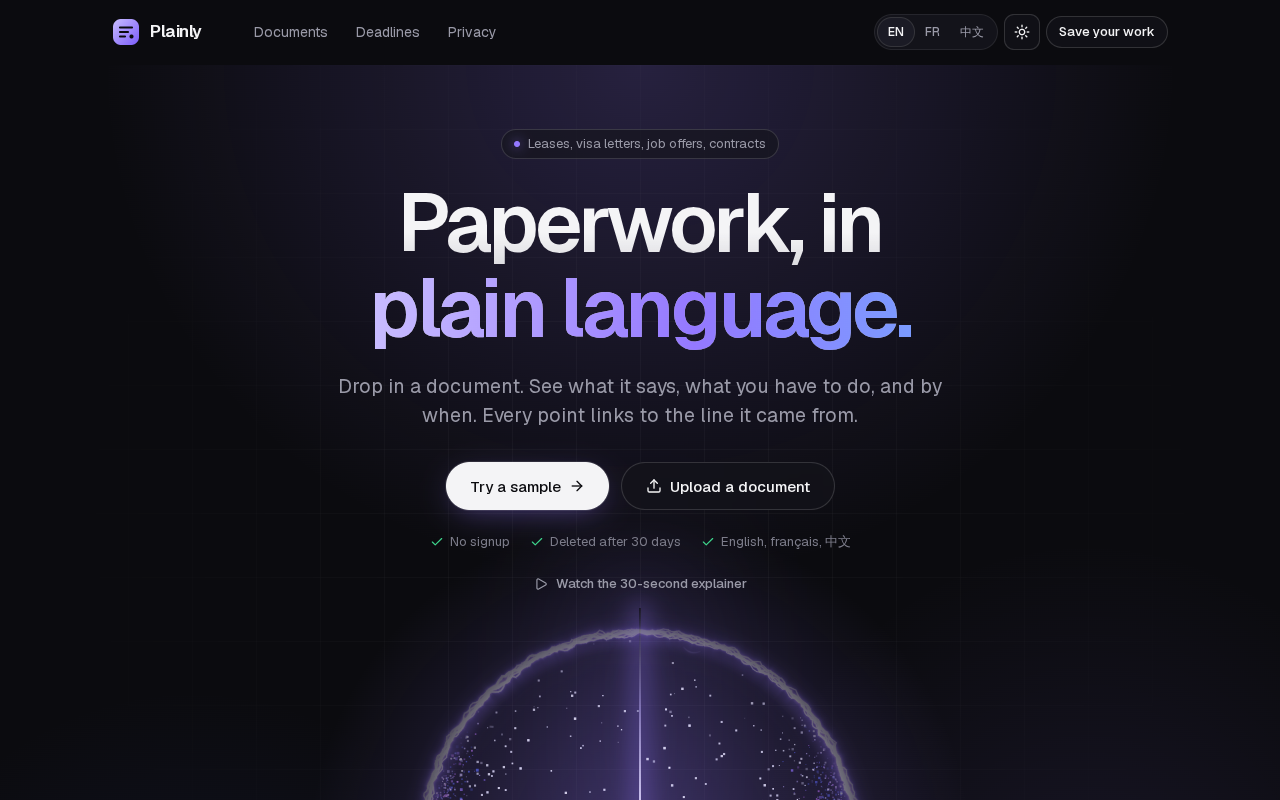 Plainly
Documents
Deadlines
Privacy
EN
FR
中文
Save your work
Leases, visa letters, job offers, contracts
Paperwork, in
plain language.
Drop in a document. See what it says, what you have to do, and by
when. Every point links to the line it came from.
Try a sample
Upload a document
No signup
Deleted after 30 days
English, français, 中文
Watch the 30-second explainer